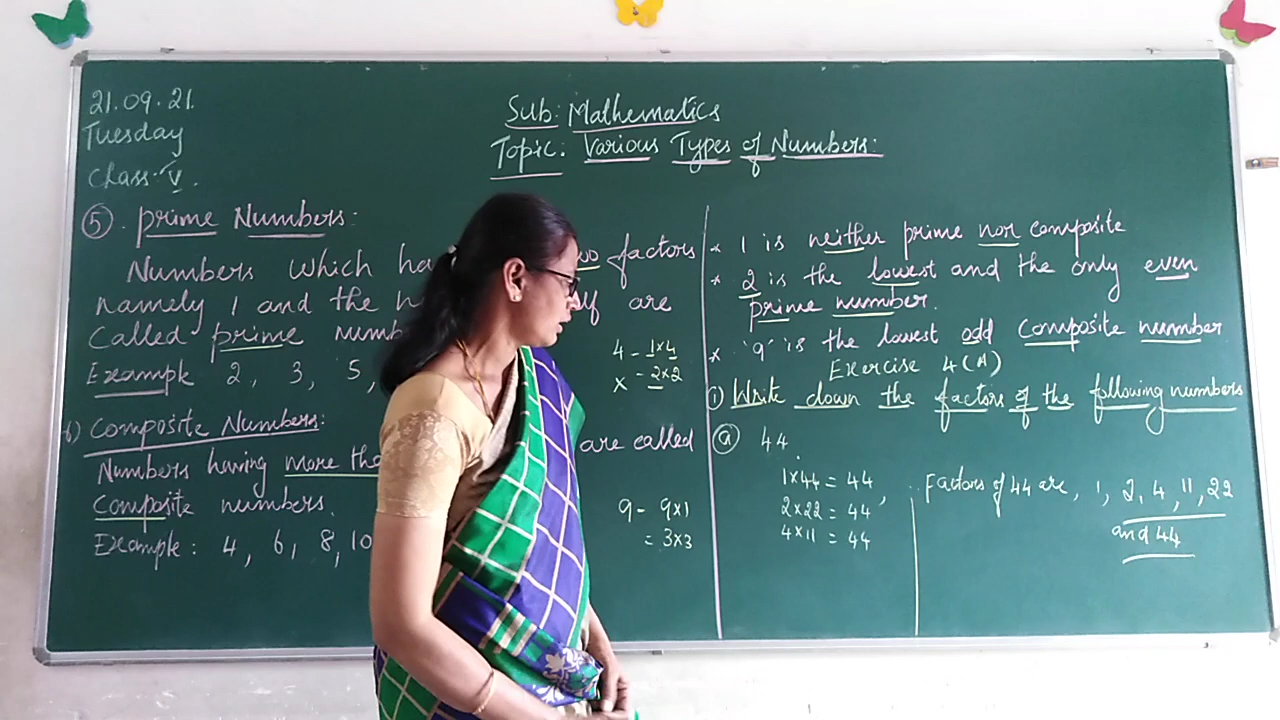 21.09.21.
Tuesday
Class-V.
Sub: Mathematics
Topic: Various Types of Numbers:
5. Prime Numbers:
Numbers which factors
namely 1 and the are
called prime
Example 2, 3, 5,
4 - 1×4
x - 2×2
6) Composite Numbers:
Numbers having more are called
Composite numbers.
Example: 4, 6, 8, 10
9 - 9×1
= 3×3
* 1 is neither prime nor composite
* 2 is the lowest and the only even
prime number.
* '9' is the lowest odd composite number
Exercise 4(A)
1) Write down the factors of the following numbers
a 44.
1×44 = 44
2×22 = 44,
4×11 = 44
Factors of 44 are, 1, 2, 4, 11, 22
and 44